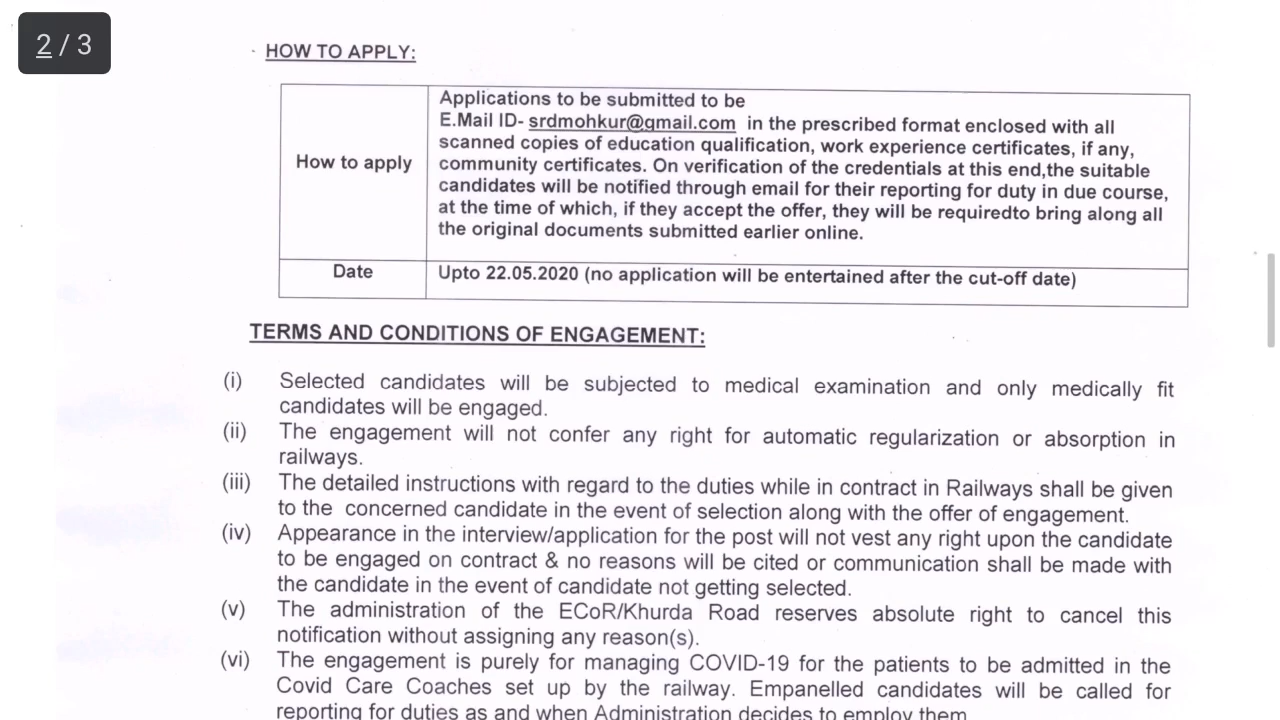 2 / 3
HOW TO APPLY:
Applications to be submitted to be
E.Mail ID- srdmohkur@gmail.com in the prescribed format enclosed with all
scanned copies of education qualification, work experience certificates, if any,
How to apply
community certificates. On verification of the credentials at this end,the suitable
candidates will be notified through email for their reporting for duty in due course,
at the time of which, if they accept the offer, they will be requiredto bring along all
the original documents submitted earlier online.
Date
Upto 22.05.2020 (no application will be entertained after the cut-off date)
TERMS AND CONDITIONS OF ENGAGEMENT:
(i) Selected candidates will be subjected to medical examination and only medically fit
candidates will be engaged.
(ii) The engagement will not confer any right for automatic regularization or absorption in
railways.
(iii) The detailed instructions with regard to the duties while in contract in Railways shall be given
to the concerned candidate in the event of selection along with the offer of engagement.
(iv) Appearance in the interview/application for the post will not vest any right upon the candidate
to be engaged on contract & no reasons will be cited or communication shall be made with
the candidate in the event of candidate not getting selected.
(v) The administration of the ECoR/Khurda Road reserves absolute right to cancel this
notification without assigning any reason(s).
(vi) The engagement is purely for managing COVID-19 for the patients to be admitted in the
Covid Care Coaches set up by the railway. Empanelled candidates will be called for
reporting for duties as and when Administration decides to employ them